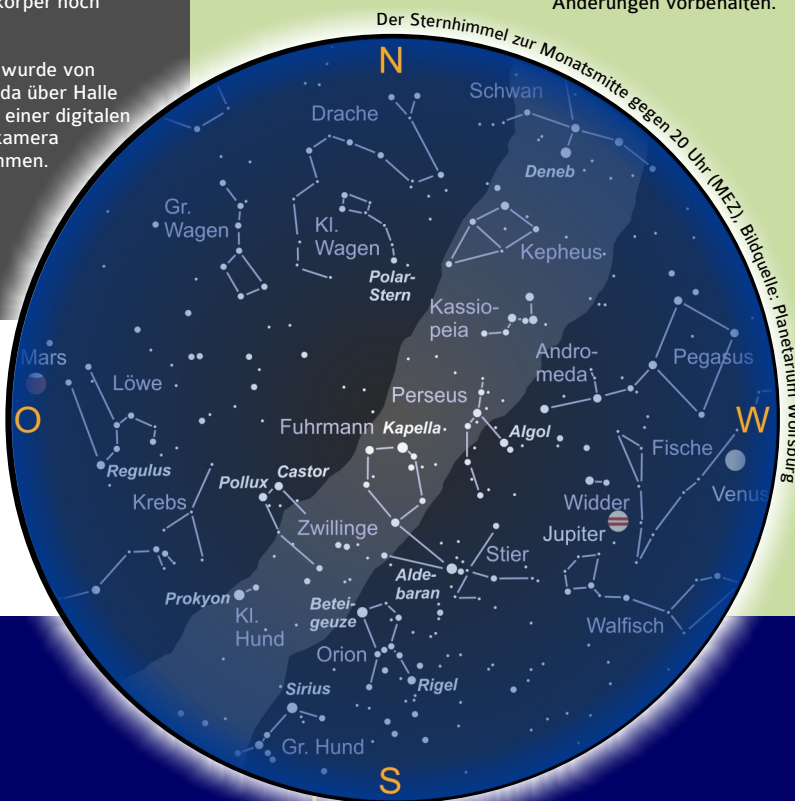 körper noch
wurde von
da über Halle
einer digitalen
kamera
mmen.
Änderungen vorbehalten.
Der Sternhimmel zur Monatsmitte gegen 20 Uhr (MEZ), Bildquelle: Planetarium Wolfsburg
N
Schwan
Drache
Deneb
Gr.
Wagen
Kl.
Wagen
Kepheus
Polar-
Stern
Kassio-
peia
Andro-
meda
Pegasus
Mars
Löwe
Perseus
O
Fuhrmann
Kapella
Algol
W
Fische
Regulus
Pollux
Castor
Krebs
Venus
Widder
Zwillinge
Jupiter
Stier
Alde-
baran
Prokyon
Betei-
geuze
Kl.
Hund
Walfisch
Orion
Sirius
Rigel
Gr. Hund
S